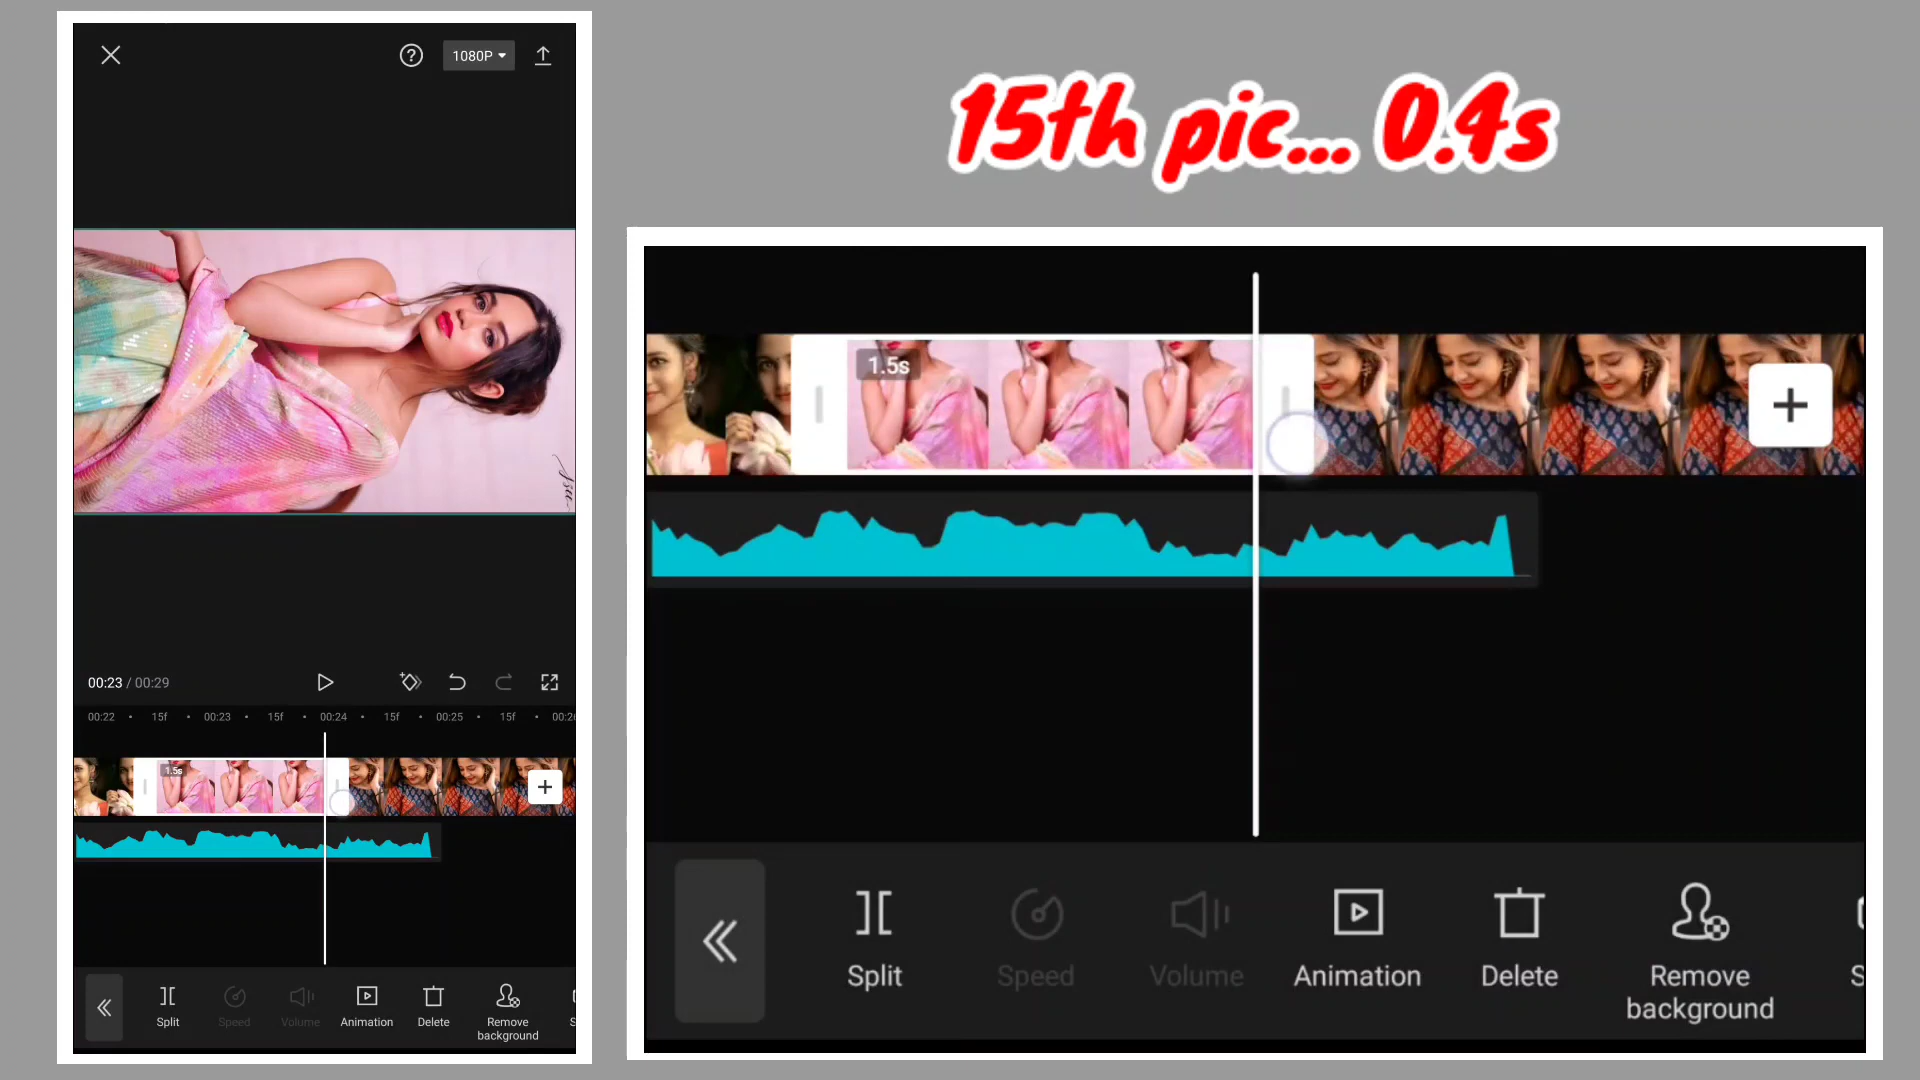 1080P
15th pic... 0.4s
00:23 / 00:29
00:22 15f 00:23 15f 00:24 15f 00:25 15f
1.5s
Split
Speed
Volume
Animation
Delete
Remove
background
1.5s
Split
Speed
Volume
Animation
Delete
Remove
background